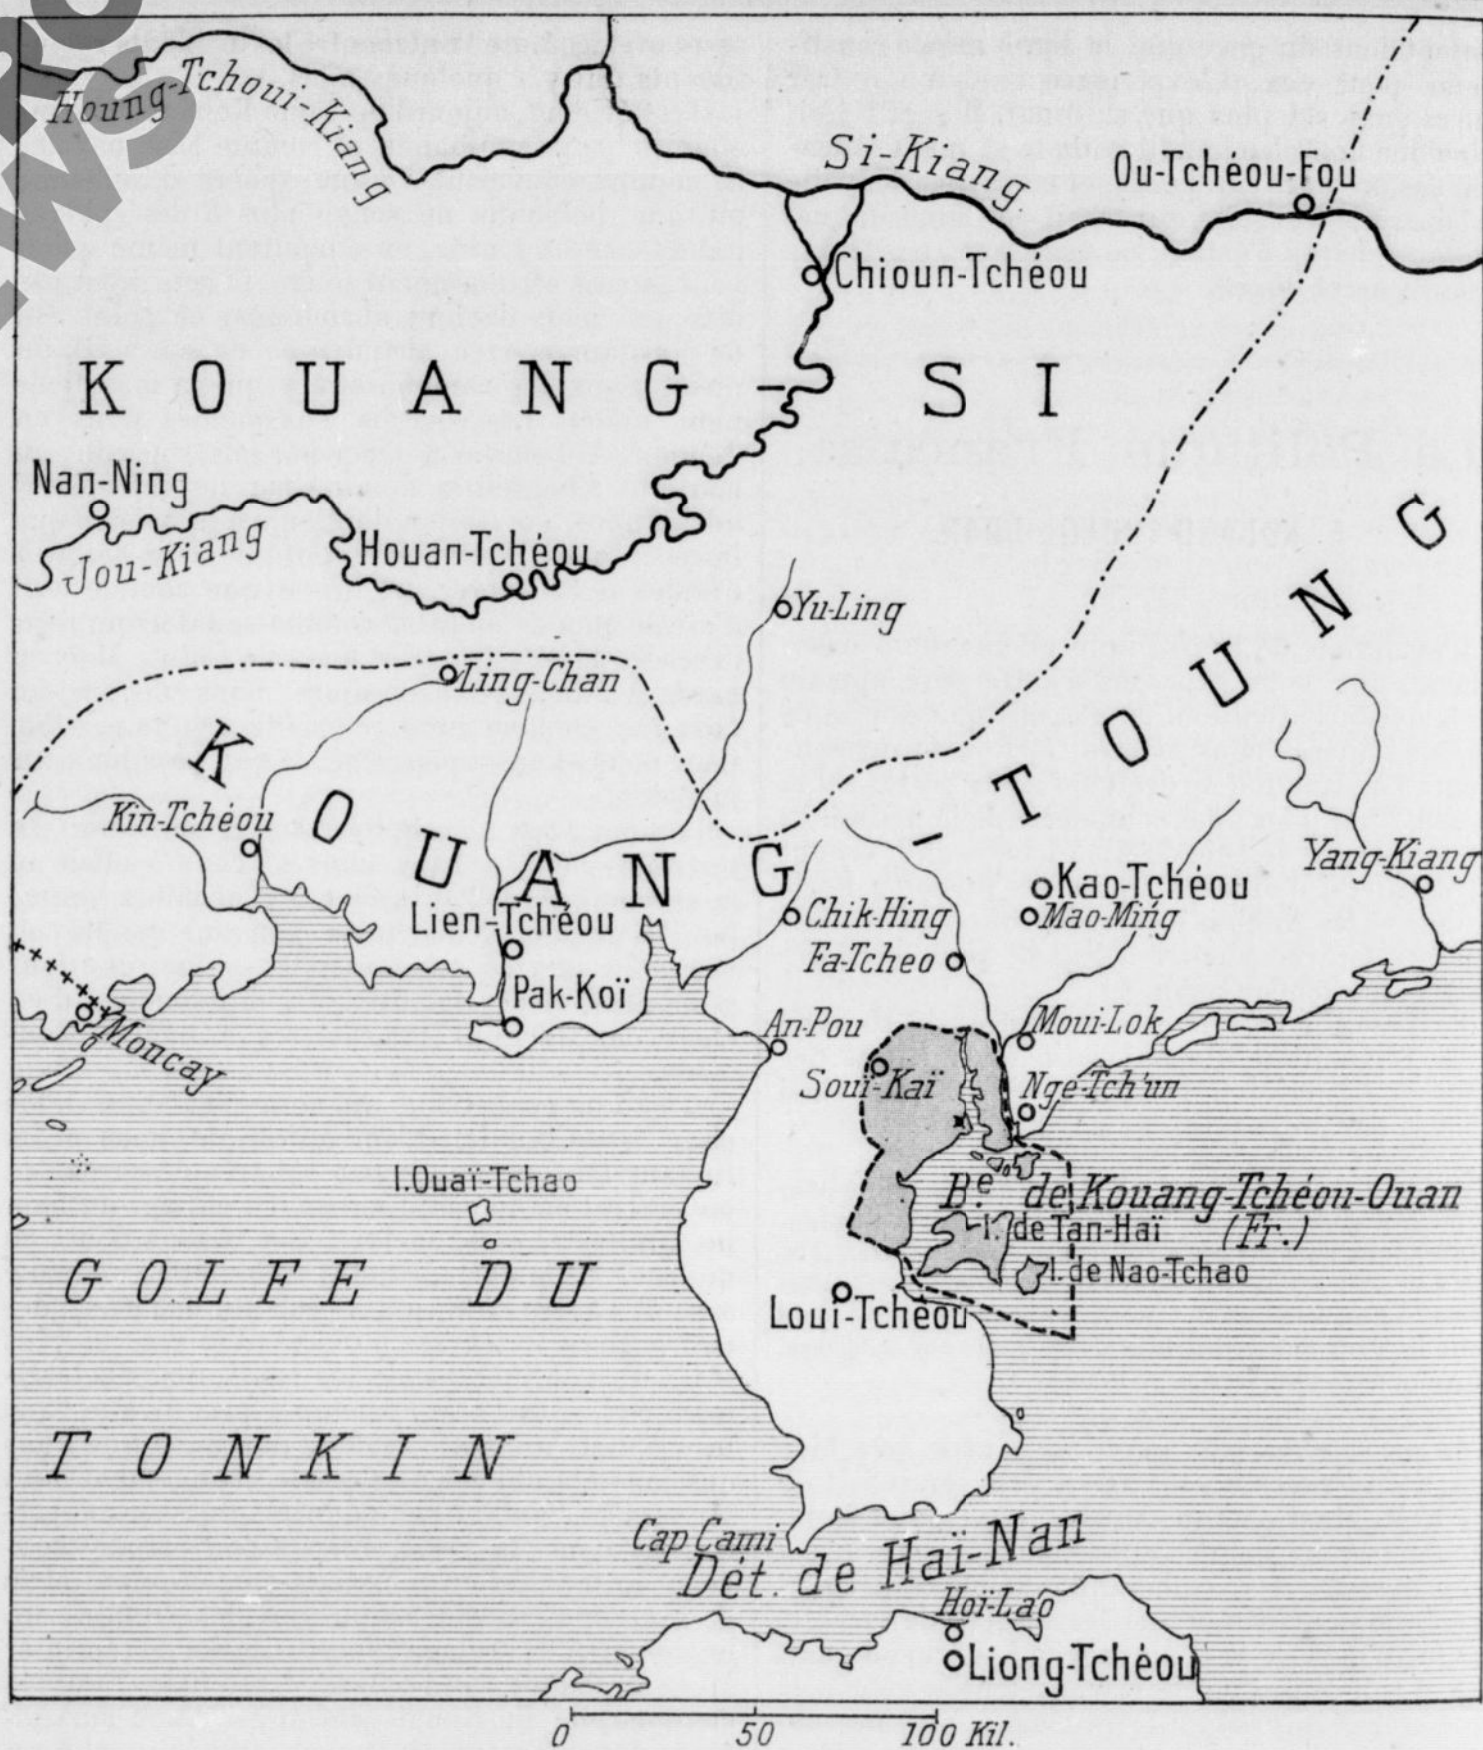 Houng-Tchoui-Kiang
Si-Kiang
Ou-Tchéou-Fou
Chioun-Tchéou
KOUANG-SI
Nan-Ning
Jou-Kiang
Houan-Tchéou
Yu-Ling
Ling-Chan
KOUANG-TOUNG
Kin-Tchéou
Yang-Kiang
Kao-Tchéou
Mao-Ming
Chik-Hing
Fa-Tcheo
Lien-Tchéou
Pak-Koï
An-Pou
Moui-Lok
Moncay
Souï-Kaï
Nge-Tch'un
I.Ouaï-Tchao
Be. de Kouang-Tchéou-Ouan
(Fr.)
I. de Tan-Haï
I. de Nao-Tchao
GOLFE DU
TONKIN
Loui-Tchéou
Cap Cami
Dét. de Haï-Nan
Hoï-Lao
Liong-Tchéou
0 50 100 Kil.